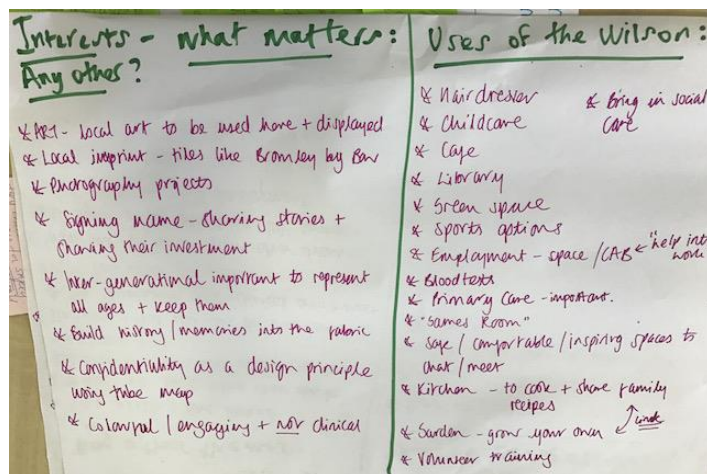 Interests - what matters:
Any other?
* ART - local art to be used here + displayed
* Local imprint - tiles like Bromley by Bow
* Photography projects
* Signing name - sharing stories +
sharing their investment
* Inter-generational important to represent
all ages + keep them
* Build history / memories into the fabric
* Confidentiality as a design principle
using tube map
* Colourful / engaging + not clinical
Uses of the Wilson:
* Hairdresser
* Bring in social
care
* Childcare
* Cafe
* Library
* Green space
* Sports options
* Employment - space / CAB ← "help into
work
* Blood tests
* Primary Care - important.
* "Games Room"
* Safe / comfortable / inspiring spaces to
chat / meet
* Kitchen - to cook + share family
recipes
link
* Garden - grow your own
* Volunteer training